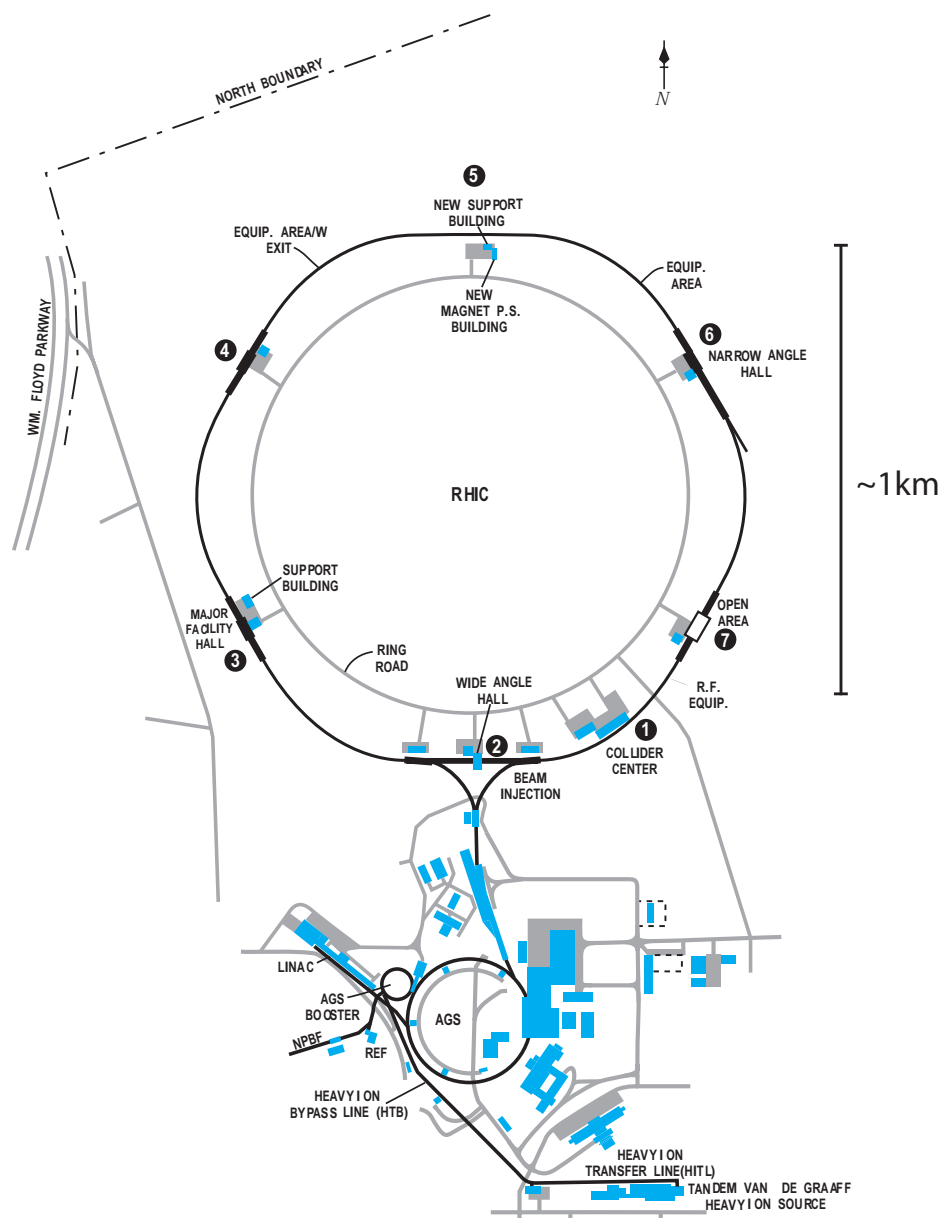 NORTH BOUNDARY
N
5
NEW SUPPORT
BUILDING
EQUIP. AREA/W
EXIT
EQUIP.
AREA
NEW
MAGNET P.S.
BUILDING
WM. FLOYD PARKWAY
4
6
NARROW ANGLE
HALL
RHIC
~1km
SUPPORT
BUILDING
MAJOR
FACILITY
HALL
3
OPEN
AREA
7
RING
ROAD
WIDE ANGLE
HALL
R.F.
EQUIP.
2
1
COLLIDER
CENTER
BEAM
INJECTION
LINAC
AGS
BOOSTER
AGS
NPBF
REF
HEAVY ION
BYPASS LINE (HTB)
HEAVY ION
TRANSFER LINE(HITL)
TANDEM VAN DE GRAAFF
HEAVY ION SOURCE